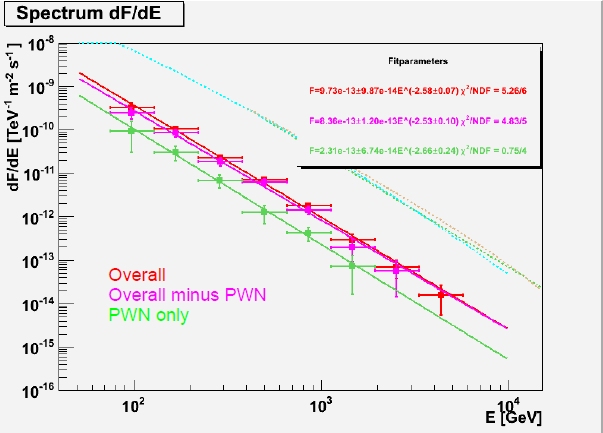 Spectrum dF/dE
dF/dE [TeV⁻¹ m⁻² s⁻¹]
10⁻⁸
10⁻⁹
10⁻¹⁰
10⁻¹¹
10⁻¹²
10⁻¹³
10⁻¹⁴
10⁻¹⁵
10⁻¹⁶
Fitparameters
F=9.73e-13±9.87e-14E^(-2.58±0.07) χ²/NDF = 5.26/6
F=8.36e-13±1.20e-13E^(-2.53±0.10) χ²/NDF = 4.83/5
F=2.31e-13±6.74e-14E^(-2.66±0.24) χ²/NDF = 0.75/4
Overall
Overall minus PWN
PWN only
10²
10³
10⁴
E [GeV]